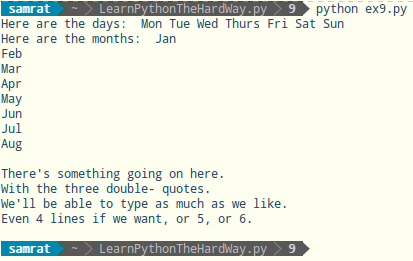 samrat ~ LearnPythonTheHardWay.py 9 python ex9.py
Here are the days:  Mon Tue Wed Thurs Fri Sat Sun
Here are the months:  Jan
Feb
Mar
Apr
May
Jun
Jul
Aug

There's something going on here.
With the three double- quotes.
We'll be able to type as much as we like.
Even 4 lines if we want, or 5, or 6.

samrat ~ LearnPythonTheHardWay.py 9